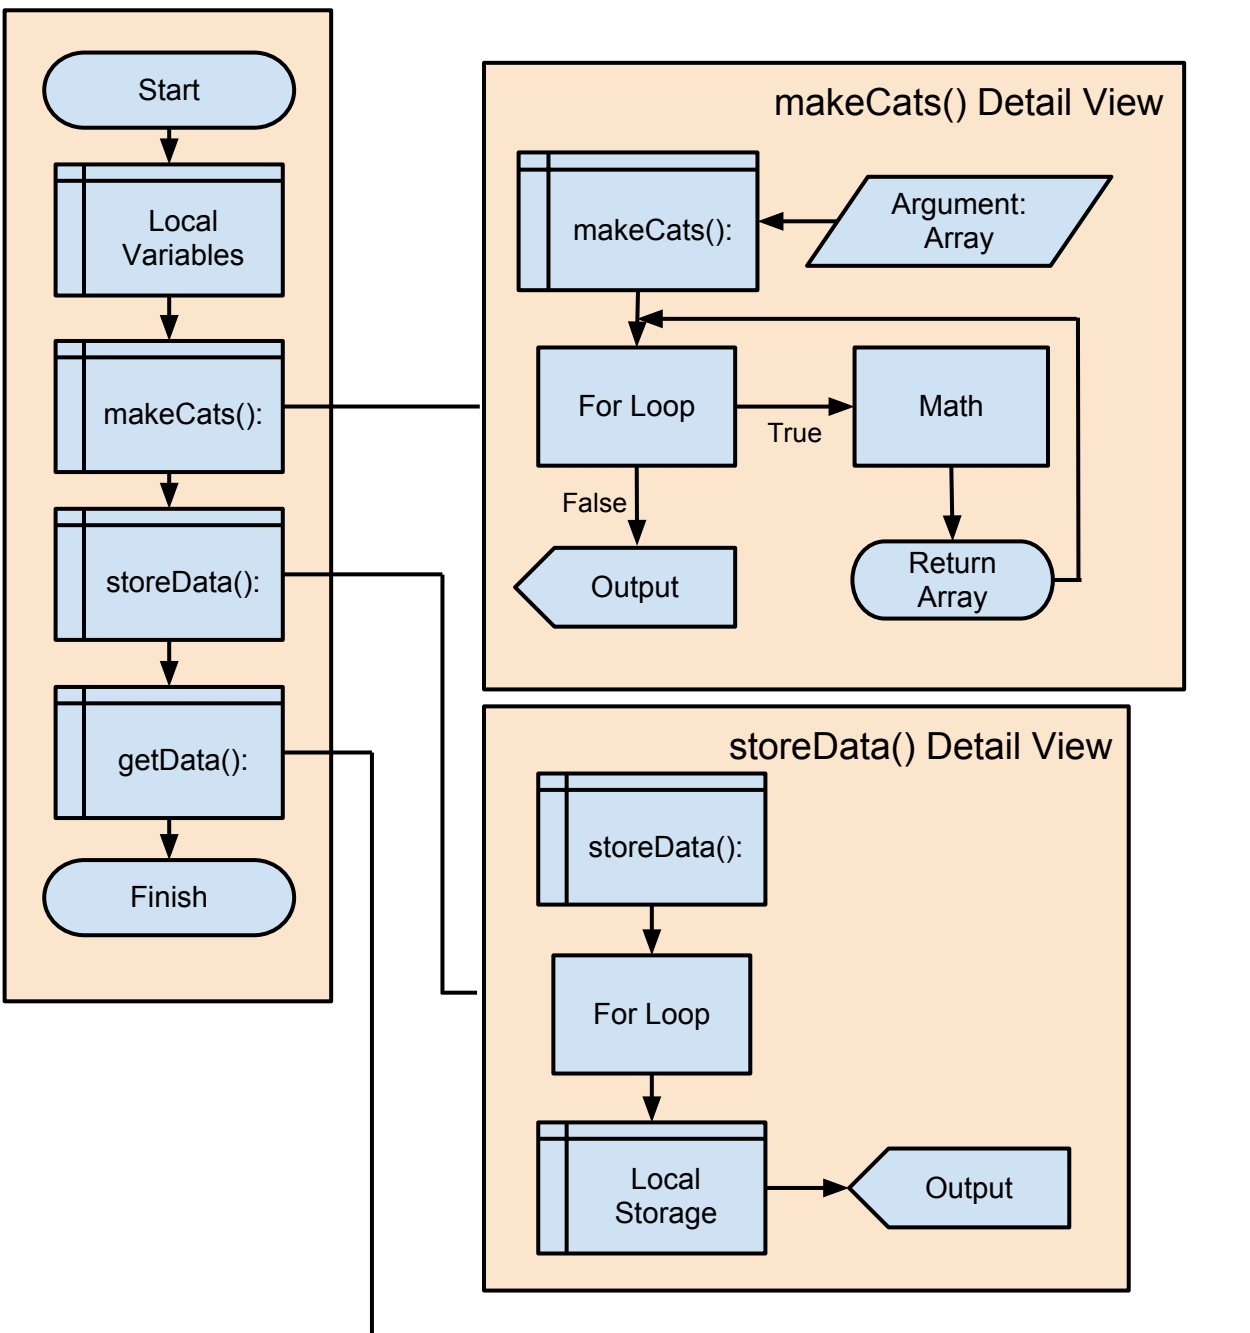 Start
Local
Variables
makeCats():
storeData():
getData():
Finish
makeCats() Detail View
makeCats():
Argument:
Array
For Loop
True
Math
False
Output
Return
Array
storeData() Detail View
storeData():
For Loop
Local
Storage
Output